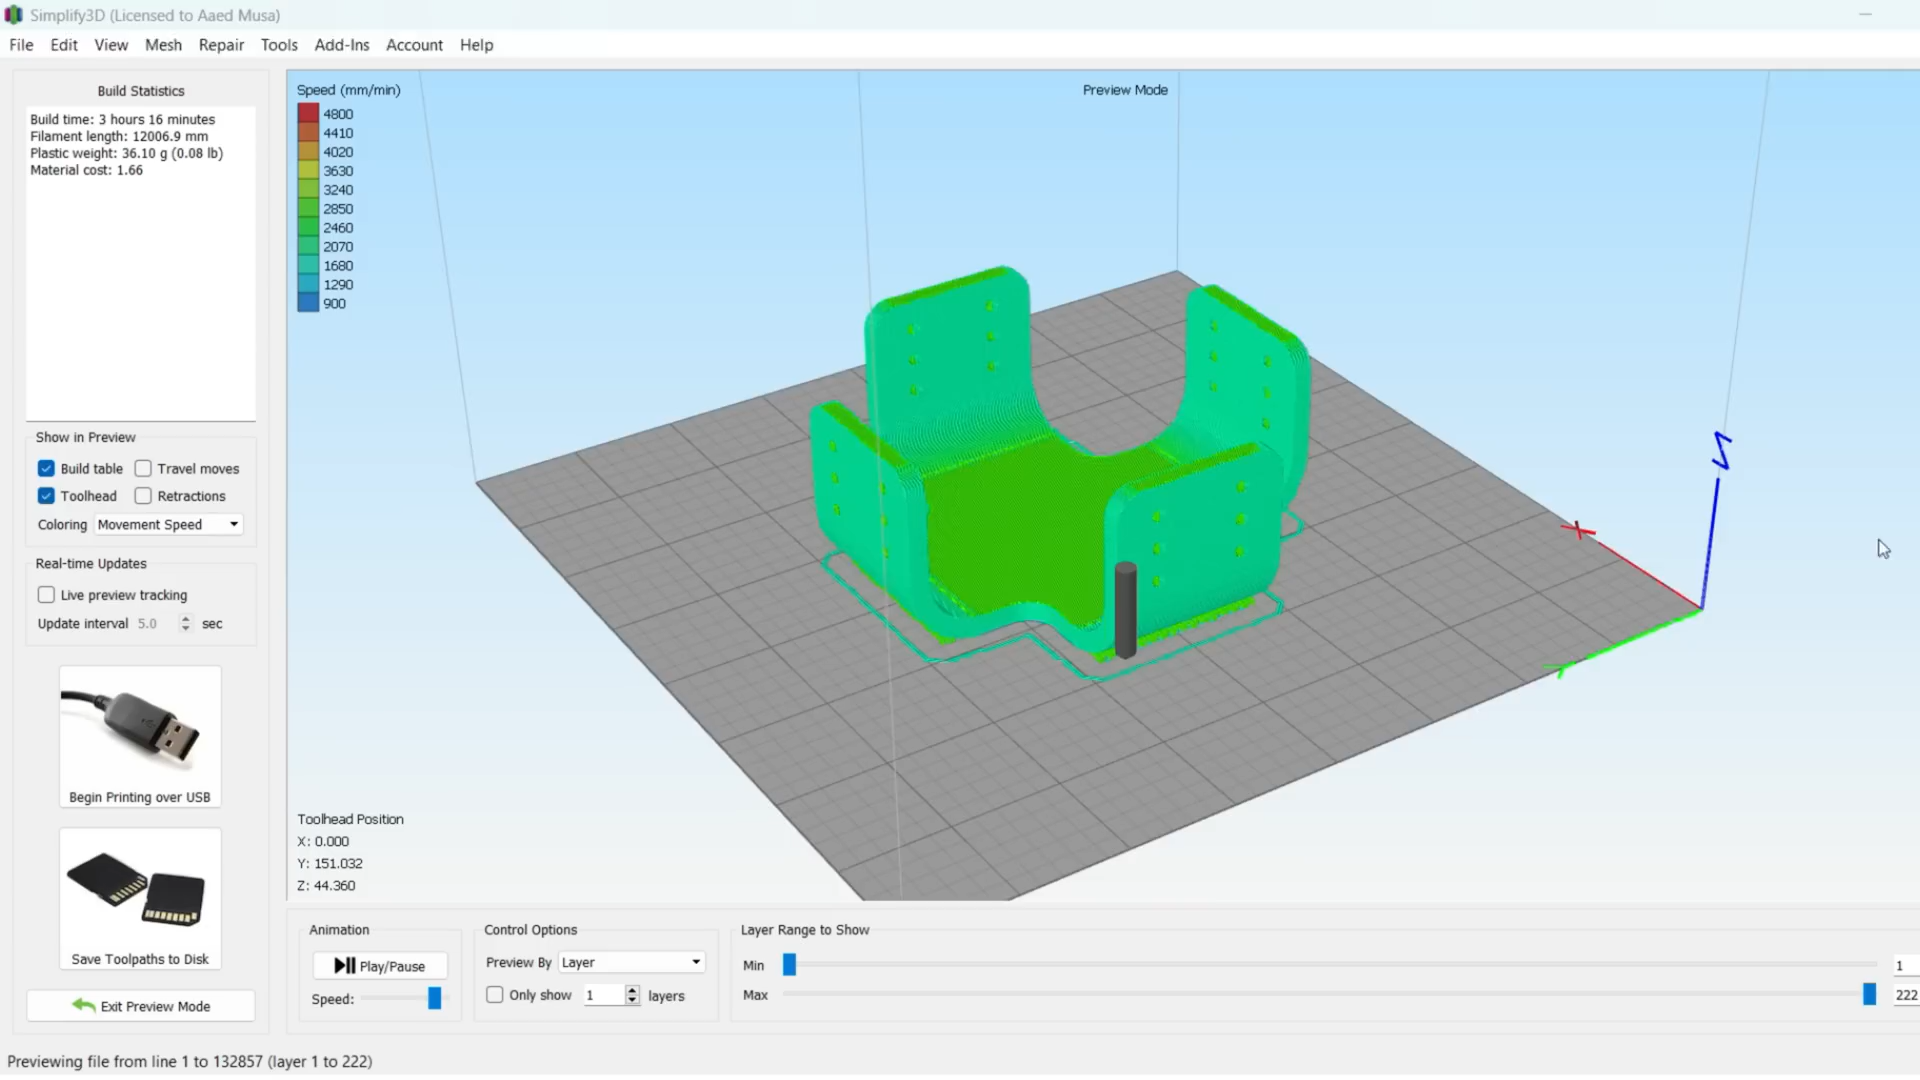 Simplify3D (Licensed to Aaed Musa)
File Edit View Mesh Repair Tools Add-Ins Account Help
Build Statistics
Build time: 3 hours 16 minutes
Filament length: 12006.9 mm
Plastic weight: 36.10 g (0.08 lb)
Material cost: 1.66
Show in Preview
Build table Travel moves
Toolhead Retractions
Coloring Movement Speed
Real-time Updates
Live preview tracking
Update interval 5.0 sec
Begin Printing over USB
Save Toolpaths to Disk
Exit Preview Mode
Speed (mm/min)
4800
4410
4020
3630
3240
2850
2460
2070
1680
1290
900
Preview Mode
Z
X
Y
Toolhead Position
X: 0.000
Y: 151.032
Z: 44.360
Animation
Play/Pause
Speed:
Control Options
Preview By Layer
Only show 1 layers
Layer Range to Show
Min 1
Max 222
Previewing file from line 1 to 132857 (layer 1 to 222)